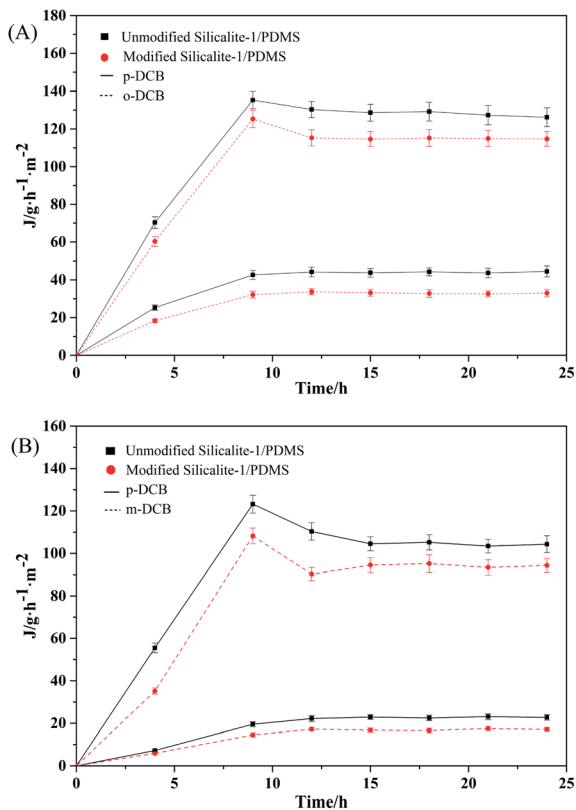 (A)
180
160
140
120
100
80
60
40
20
0
J/g·h⁻¹·m⁻²
Unmodified Silicalite-1/PDMS
Modified Silicalite-1/PDMS
p-DCB
o-DCB
0 5 10 15 20 25
Time/h
(B)
160
140
120
100
80
60
40
20
0
J/g·h⁻¹·m⁻²
Unmodified Silicalite-1/PDMS
Modified Silicalite-1/PDMS
p-DCB
m-DCB
0 5 10 15 20 25
Time/h